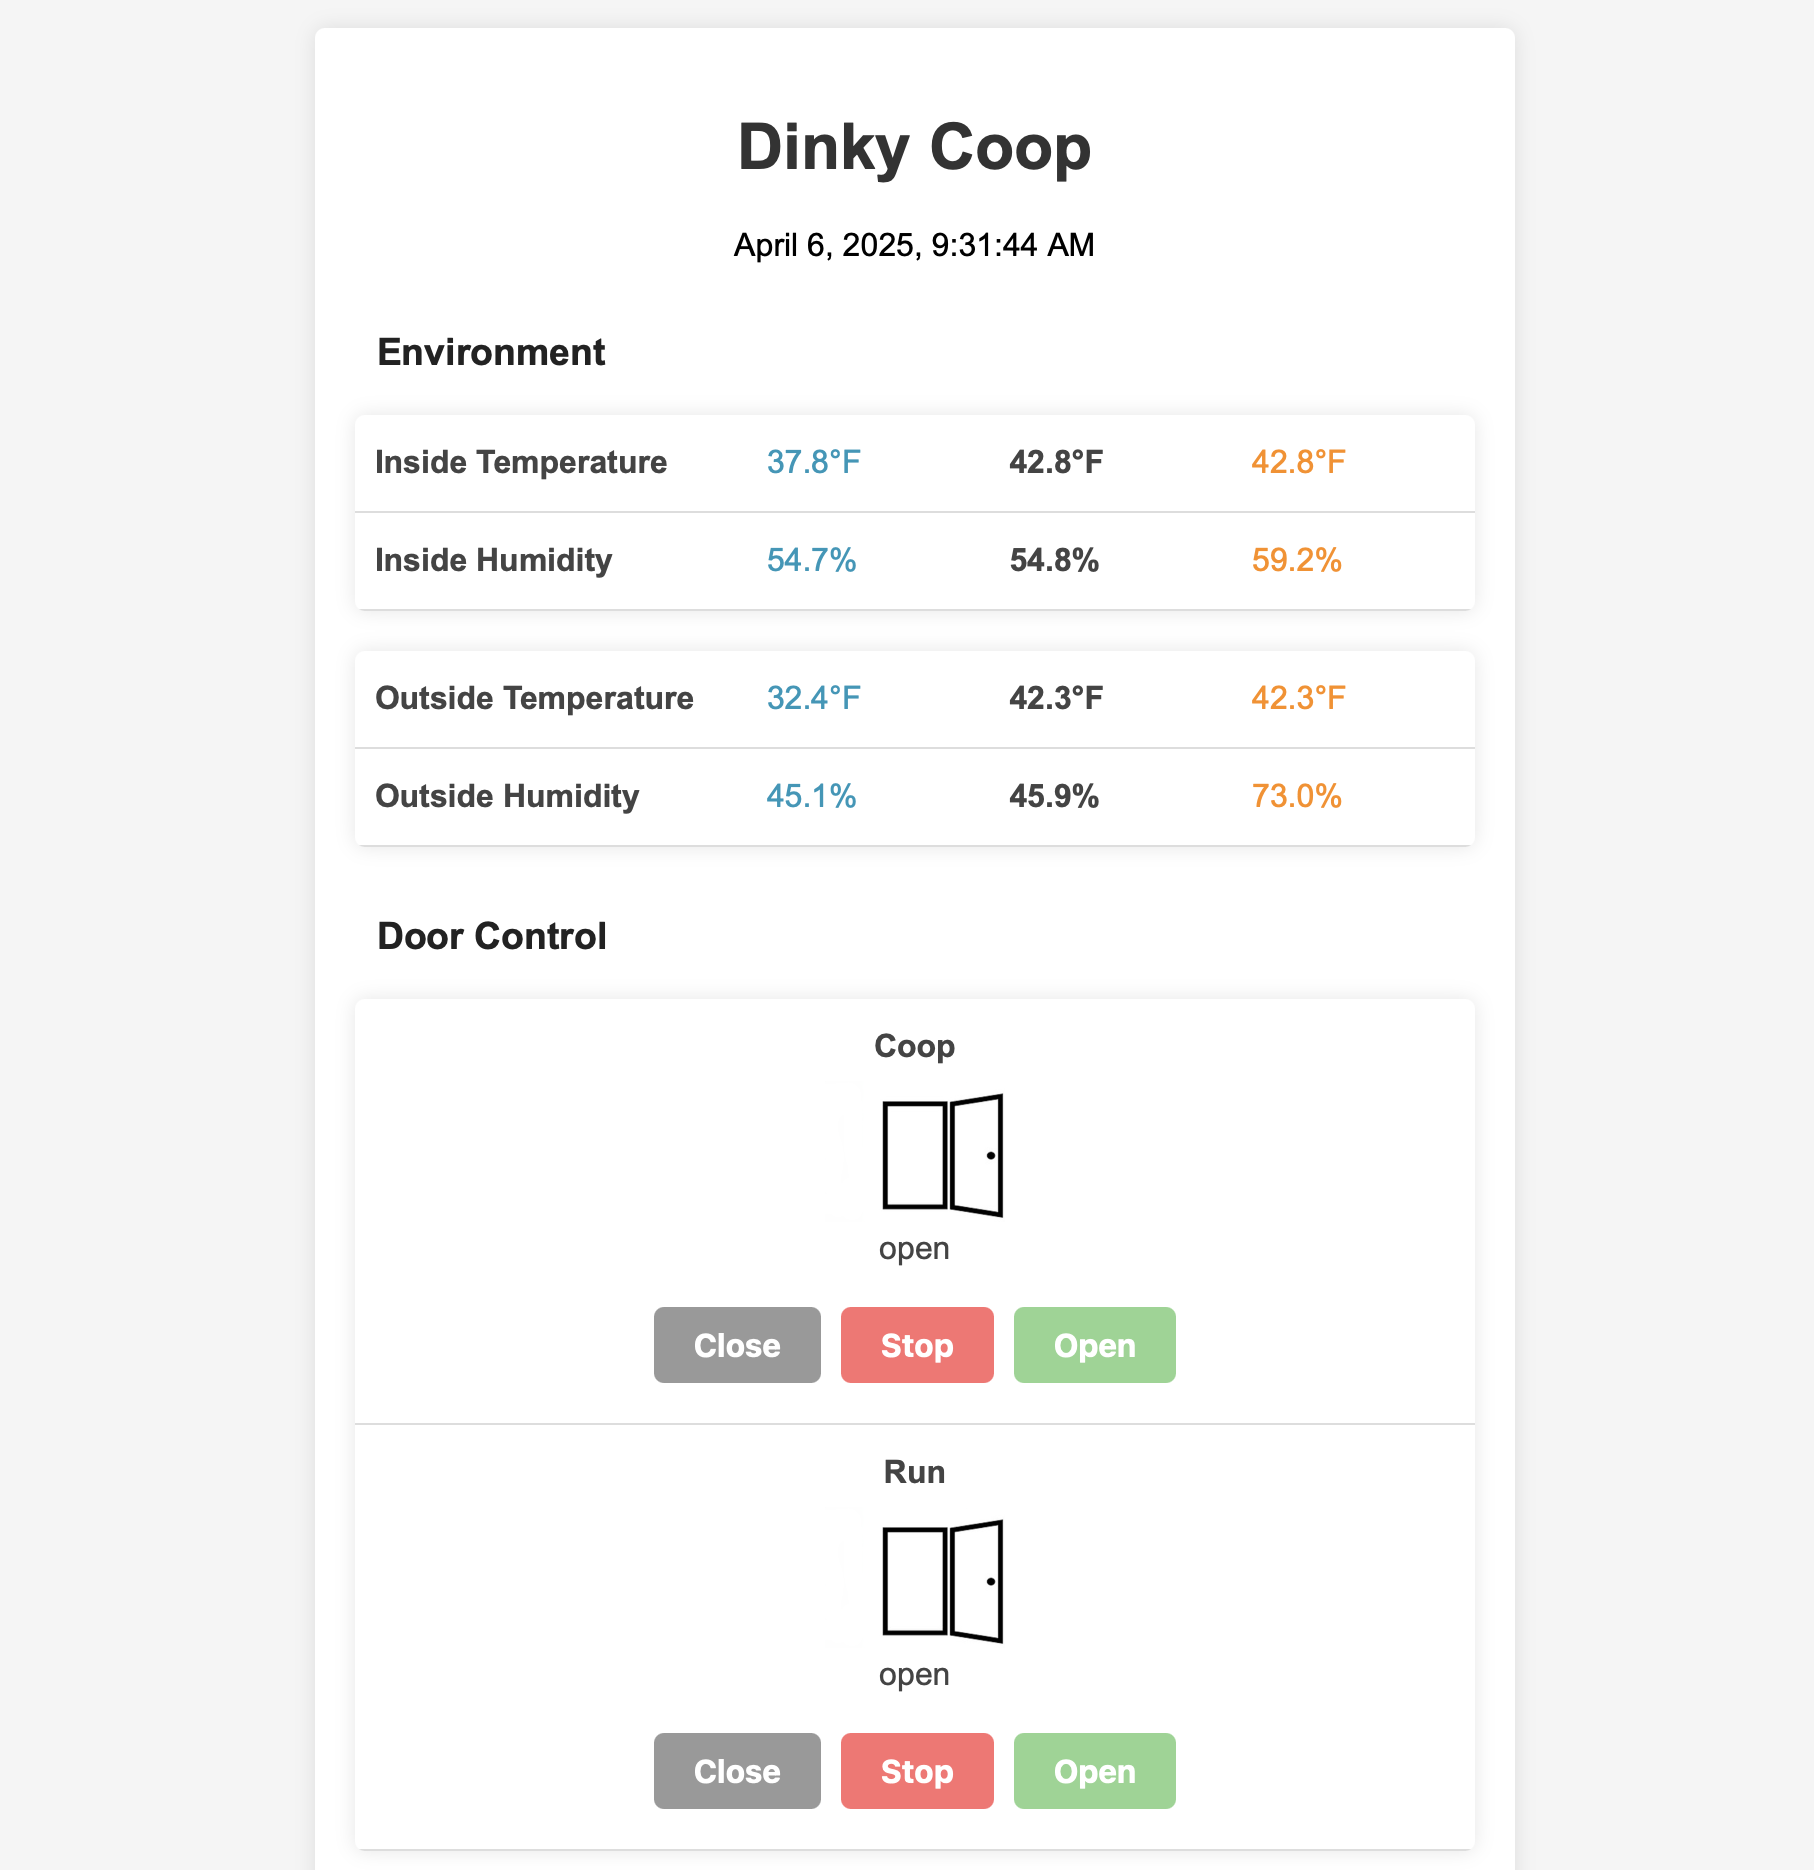 Dinky Coop
April 6, 2025, 9:31:44 AM
Environment
Inside Temperature 37.8°F 42.8°F 42.8°F
Inside Humidity 54.7% 54.8% 59.2%
Outside Temperature 32.4°F 42.3°F 42.3°F
Outside Humidity 45.1% 45.9% 73.0%
Door Control
Coop
open
Close Stop Open
Run
open
Close Stop Open